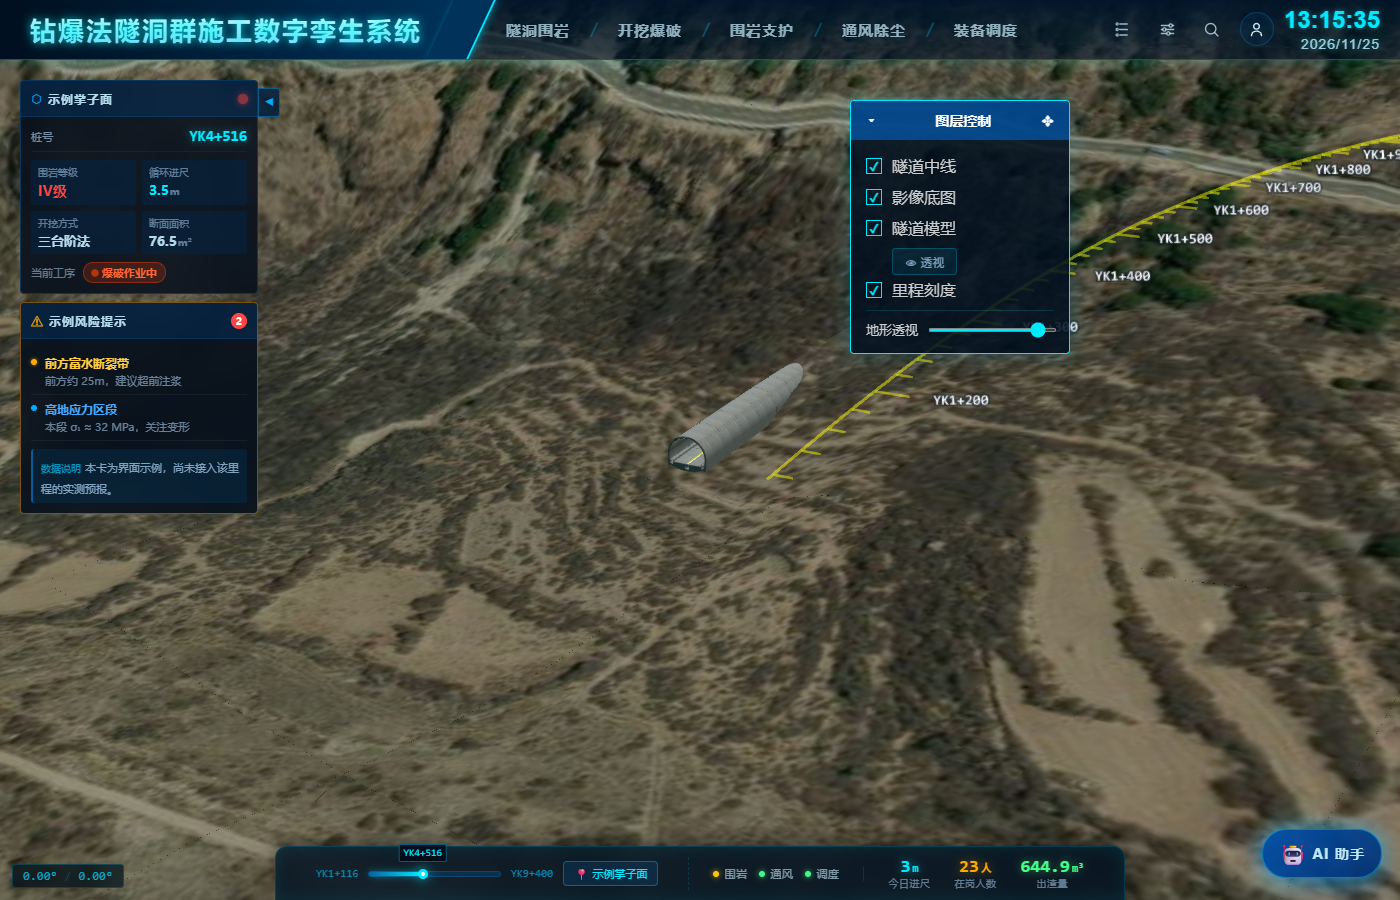 钻爆法隧洞群施工数字孪生系统
隧洞围岩 / 开挖爆破 / 围岩支护 / 通风除尘 / 装备调度
13:15:35
2026/11/25
示例掌子面
桩号 YK4+516
围岩等级 循环进尺
IV级 3.5m
开挖方式 断面面积
三台阶法 76.5m²
当前工序 爆破作业中
示例风险提示 2
前方富水断裂带
前方约 25m，建议超前注浆
高地应力区段
本段 σ₁ ≈ 32 MPa，关注变形
数据说明 本卡为界面示例，尚未接入该里
程的实测预报。
图层控制
隧道中线
影像底图
隧道模型
透视
里程刻度
地形透视
YK1+800
YK1+700
YK1+600
YK1+500
YK1+400
YK1+200
0.00° / 0.00°
YK4+516
YK1+116 YK9+400 示例掌子面
围岩 通风 调度
3m 23人 644.9m³
今日进尺 在岗人数 出渣量
AI 助手